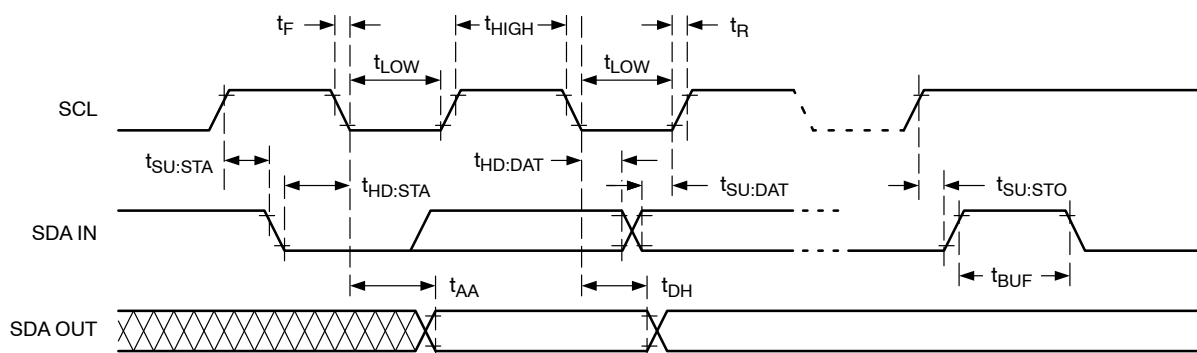 tF
tHIGH
tR
tLOW
tLOW
SCL
tSU:STA
tHD:STA
tHD:DAT
tSU:DAT
tSU:STO
SDA IN
tAA
tDH
tBUF
SDA OUT